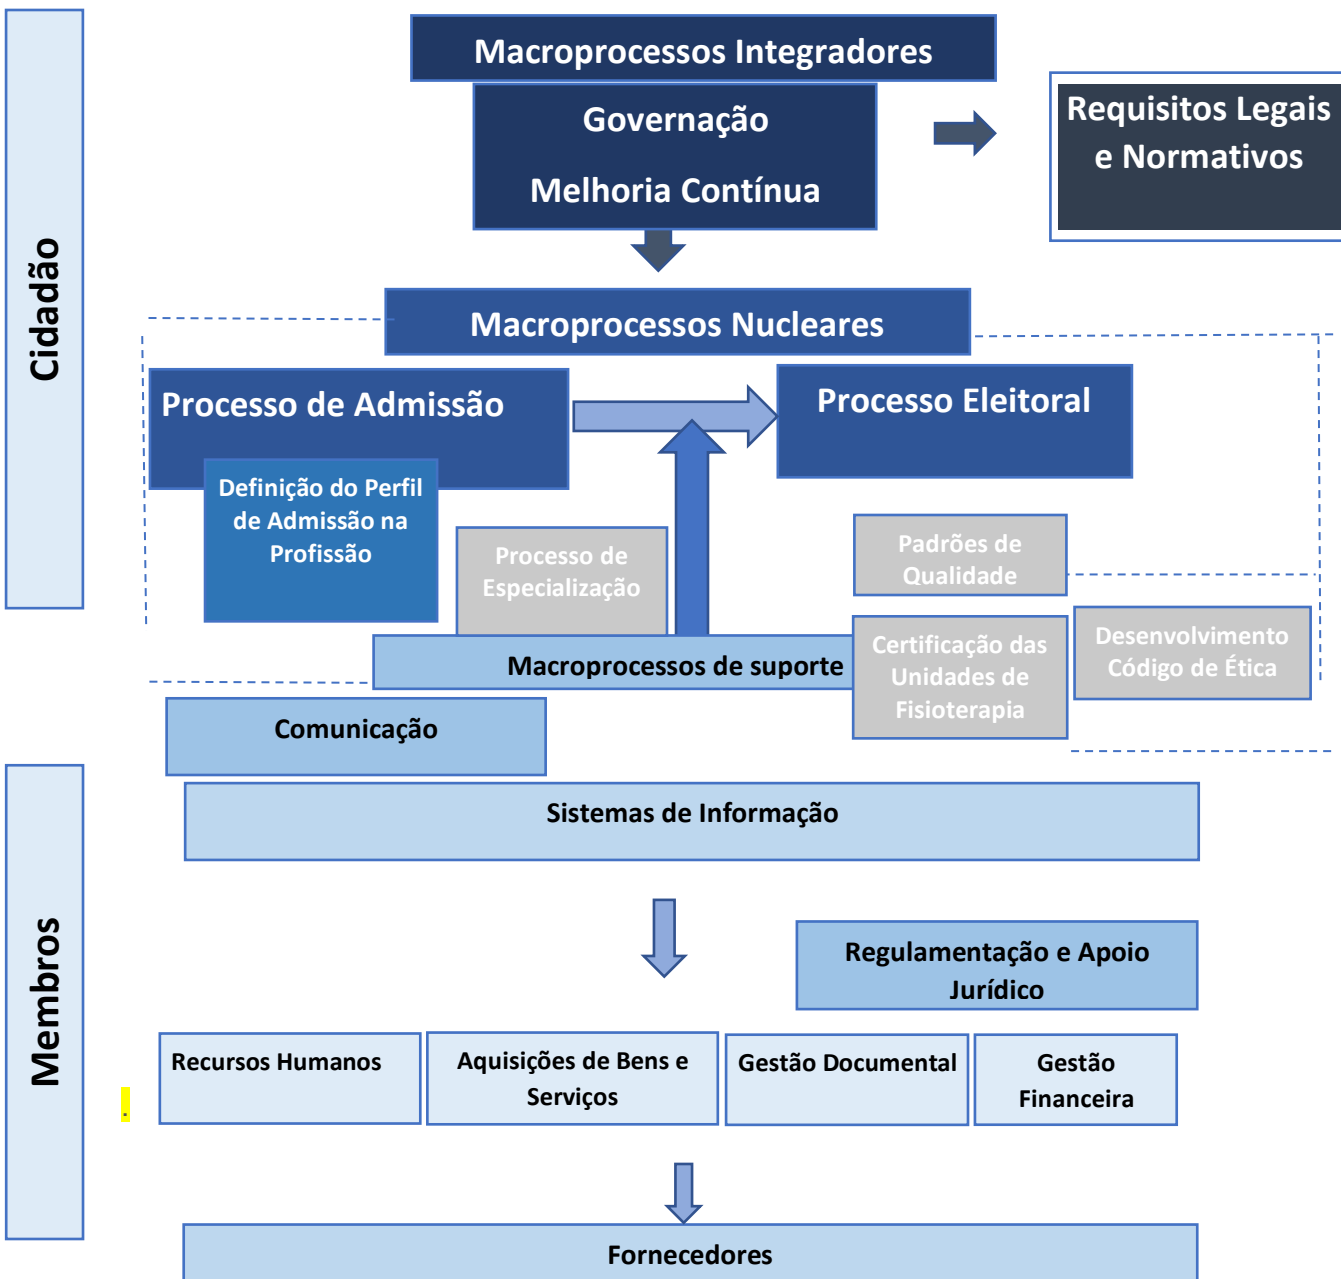 Macroprocessos Integradores
Governação
Melhoria Contínua
Requisitos Legais
e Normativos
Cidadão
Macroprocessos Nucleares
Processo de Admissão
Processo Eleitoral
Definição do Perfil
de Admissão na
Profissão
Processo de
Especialização
Padrões de
Qualidade
Macroprocessos de suporte
Certificação das
Unidades de
Fisioterapia
Desenvolvimento
Código de Ética
Comunicação
Sistemas de Informação
Membros
Regulamentação e Apoio
Jurídico
Recursos Humanos
Aquisições de Bens e
Serviços
Gestão Documental
Gestão
Financeira
.
Fornecedores